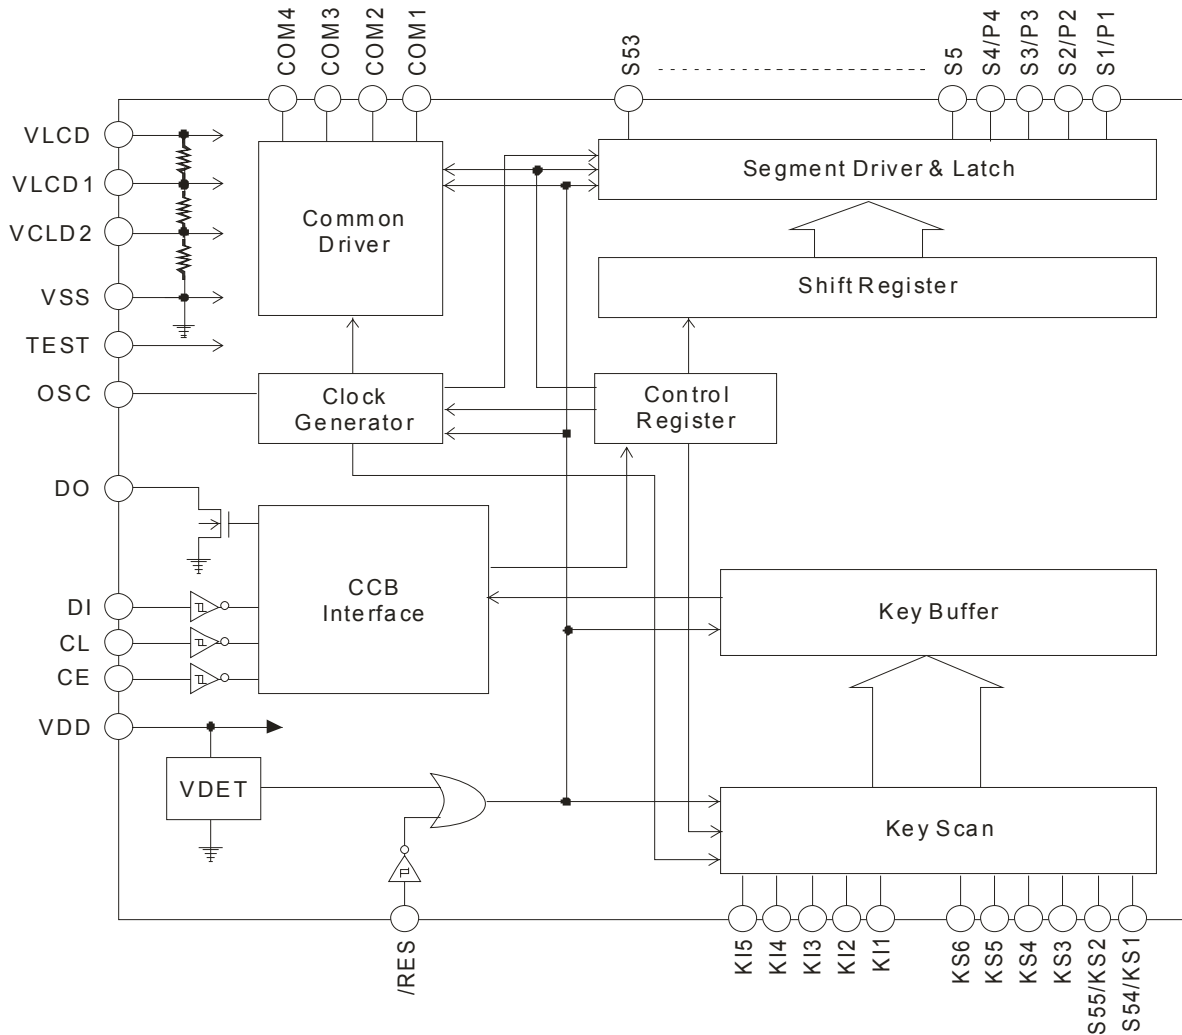 COM4
COM3
COM2
COM1
S53
S5
S4/P4
S3/P3
S2/P2
S1/P1
VLCD
VLCD1
VCLD2
VSS
TEST
OSC
DO
DI
CL
CE
VDD
Common
Driver
Segment Driver & Latch
Shift Register
Clock
Generator
Control
Register
CCB
Interface
Key Buffer
VDET
Key Scan
/RES
KI5
KI4
KI3
KI2
KI1
KS6
KS5
KS4
KS3
S55/KS2
S54/KS1